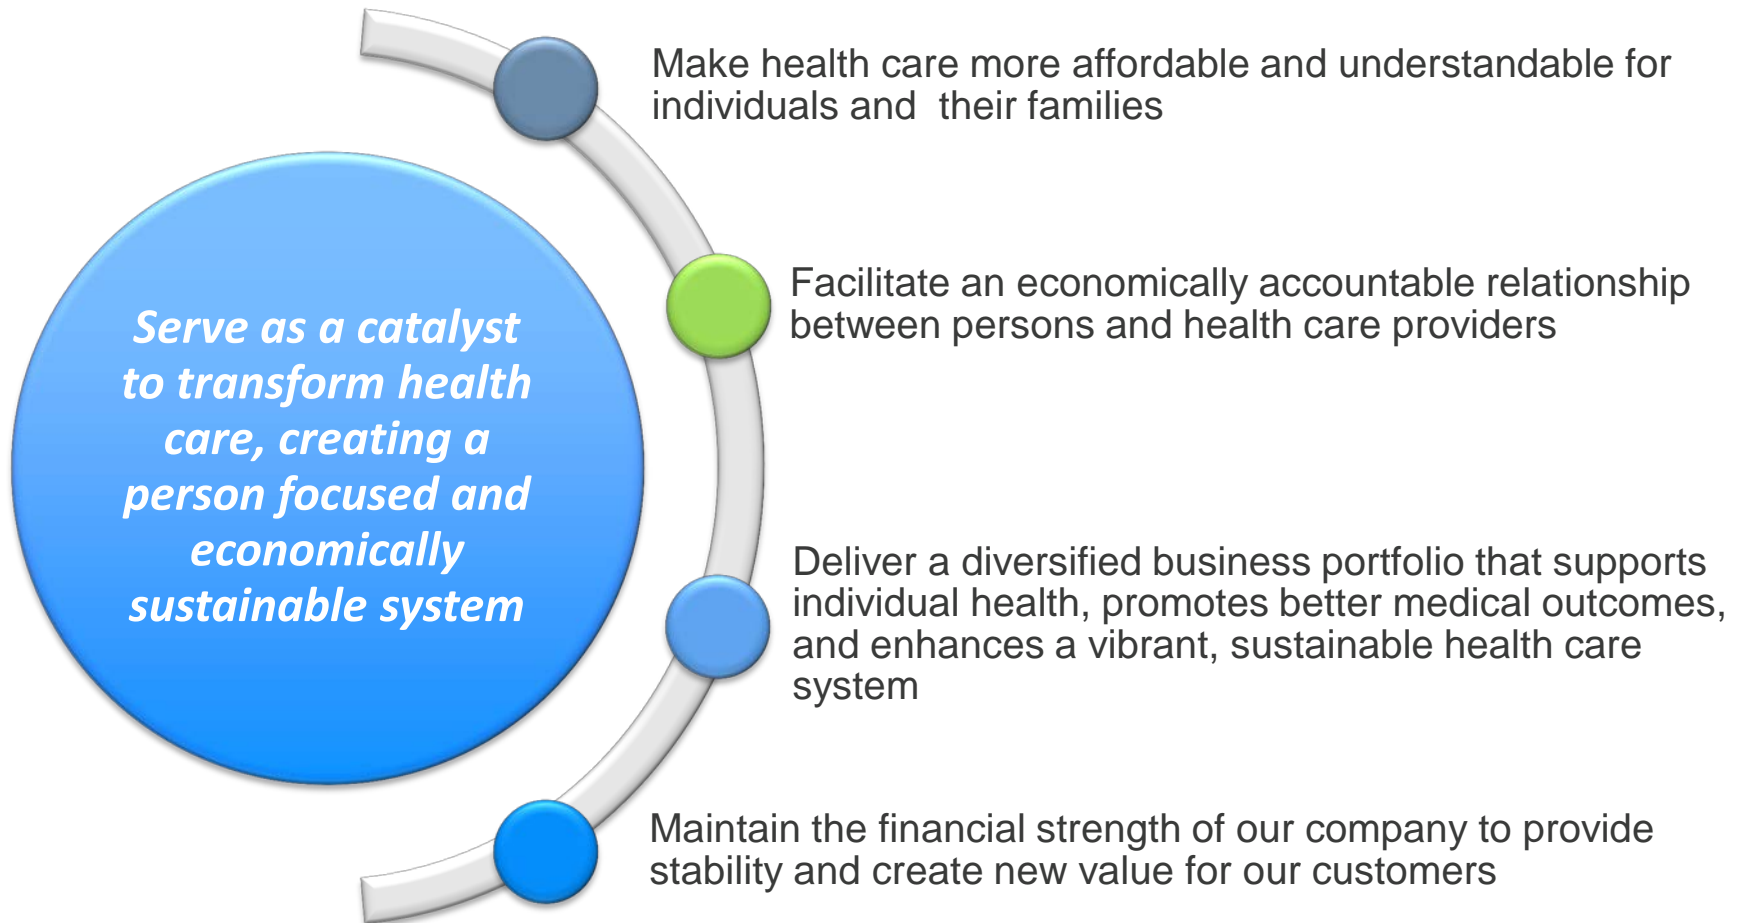 Serve as a catalyst
to transform health
care, creating a
person focused and
economically
sustainable system
Make health care more affordable and understandable for
individuals and  their families
Facilitate an economically accountable relationship
between persons and health care providers
Deliver a diversified business portfolio that supports
individual health, promotes better medical outcomes,
and enhances a vibrant, sustainable health care
system
Maintain the financial strength of our company to provide
stability and create new value for our customers